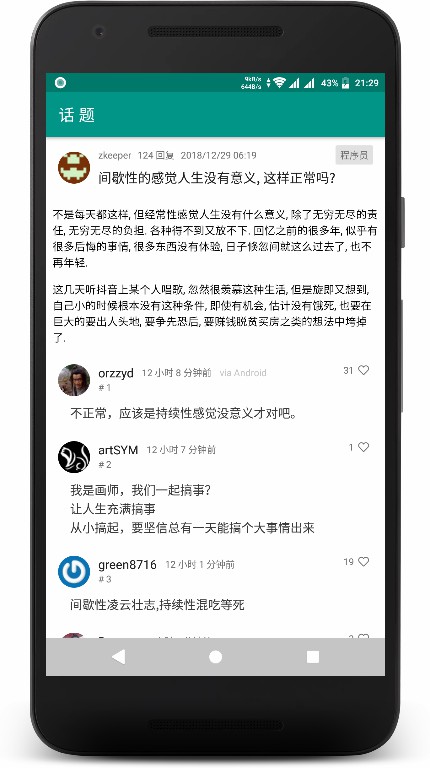 9kB/s
644B/s
43%
21:29
话 题
zkeeper 124 回复 2018/12/29 06:19
程序员
间歇性的感觉人生没有意义, 这样正常吗?
不是每天都这样, 但经常性感觉人生没有什么意义, 除了无穷无尽的责
任, 无穷无尽的负担. 各种得不到又放不下. 回忆之前的很多年, 似乎有
很多后悔的事情, 很多东西没有体验, 日子倏忽间就这么过去了, 也不
再年轻.
这几天听抖音上某个人唱歌, 忽然很羡慕这种生活, 但是旋即又想到,
自己小的时候根本没有这种条件, 即使有机会, 估计没有饿死, 也要在
巨大的要出人头地, 要争先恐后, 要赚钱脱贫买房之类的想法中垮掉
了.
orzzyd 12 小时 8 分钟前 via Android
31
# 1
不正常，应该是持续性感觉没意义才对吧。
artSYM 12 小时 7 分钟前
1
# 2
我是画师，我们一起搞事？
让人生充满搞事
从小搞起，要坚信总有一天能搞个大事情出来
green8716 12 小时 1 分钟前
19
# 3
间歇性凌云壮志,持续性混吃等死